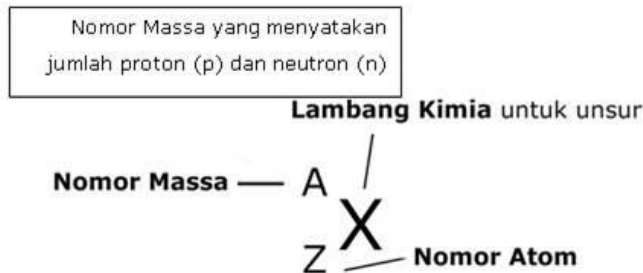 Nomor Massa yang menyatakan
jumlah proton (p) dan neutron (n)
Lambang Kimia untuk unsur
Nomor Massa A
X
Z Nomor Atom